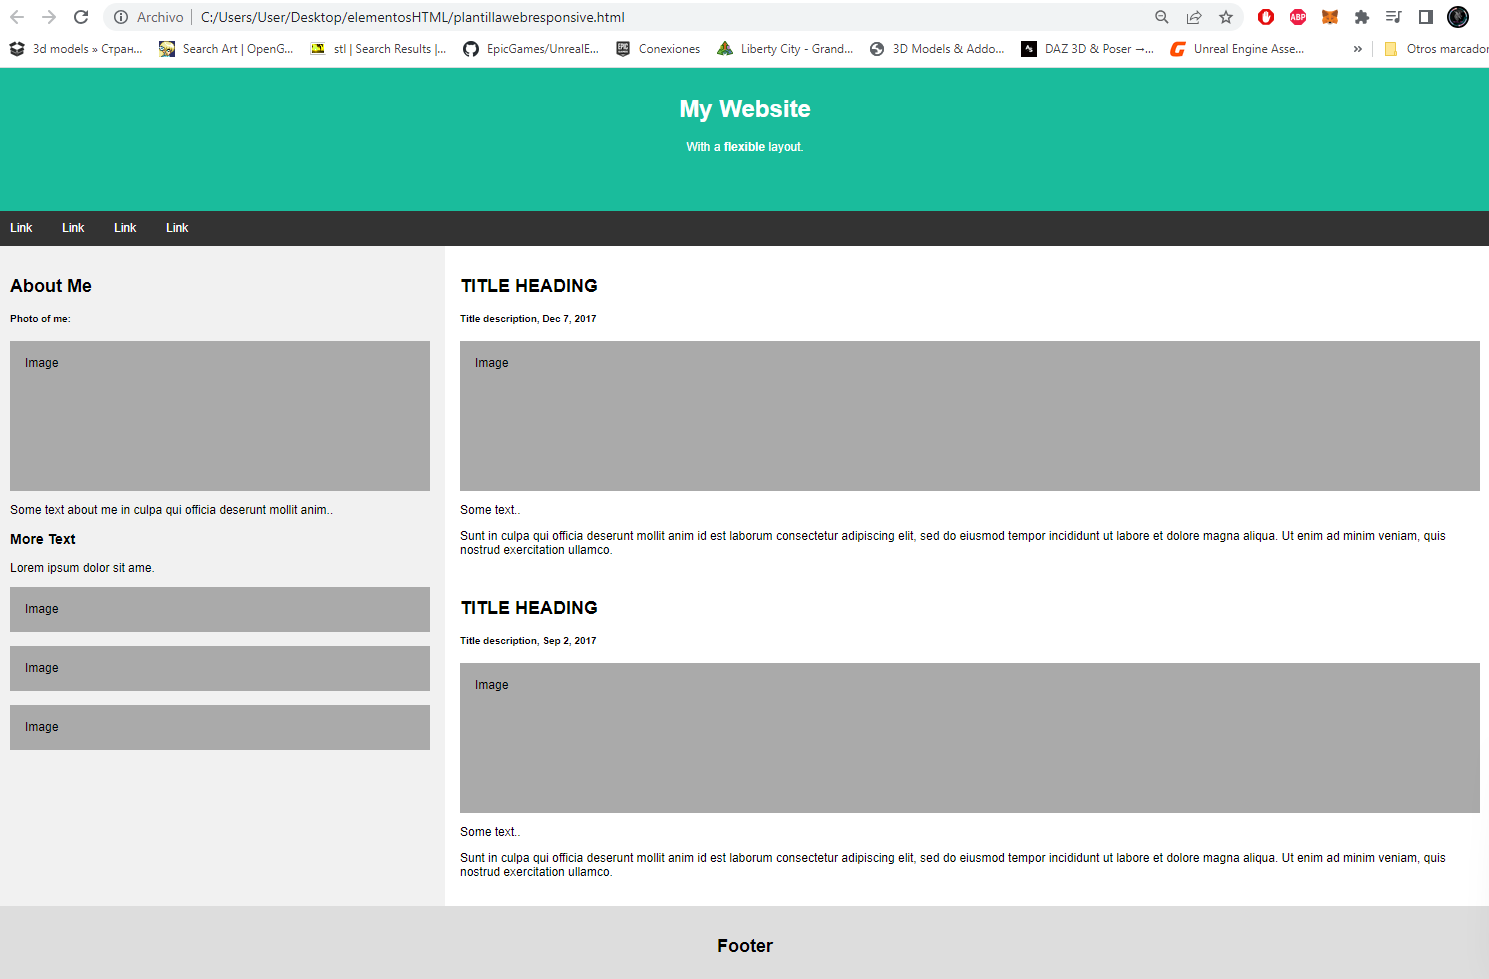 Archivo C:/Users/User/Desktop/elementosHTML/plantillawebresponsive.html
ABP
3d models » Стран... Search Art | OpenG... stl | Search Results |... EpicGames/UnrealE... EPIC GAMES Conexiones Liberty City - Grand... 3D Models & Addo... DAZ 3D & Poser →... Unreal Engine Asse... » Otros marcador
My Website
With a flexible layout.
Link Link Link Link
About Me
Photo of me:
Image
Some text about me in culpa qui officia deserunt mollit anim..
More Text
Lorem ipsum dolor sit ame.
Image
Image
Image
TITLE HEADING
Title description, Dec 7, 2017
Image
Some text..
Sunt in culpa qui officia deserunt mollit anim id est laborum consectetur adipiscing elit, sed do eiusmod tempor incididunt ut labore et dolore magna aliqua. Ut enim ad minim veniam, quis
nostrud exercitation ullamco.
TITLE HEADING
Title description, Sep 2, 2017
Image
Some text..
Sunt in culpa qui officia deserunt mollit anim id est laborum consectetur adipiscing elit, sed do eiusmod tempor incididunt ut labore et dolore magna aliqua. Ut enim ad minim veniam, quis
nostrud exercitation ullamco.
Footer